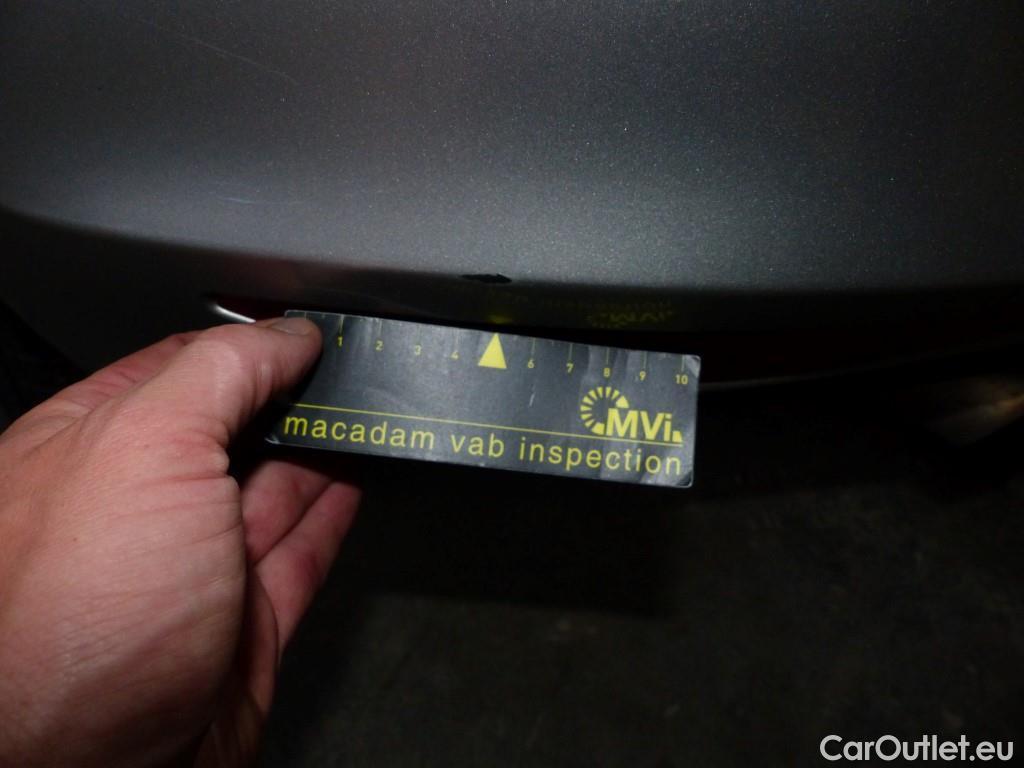 1 2 3 4 6 7 8 9 10
MVi
macadam vab inspection
CarOutlet.eu